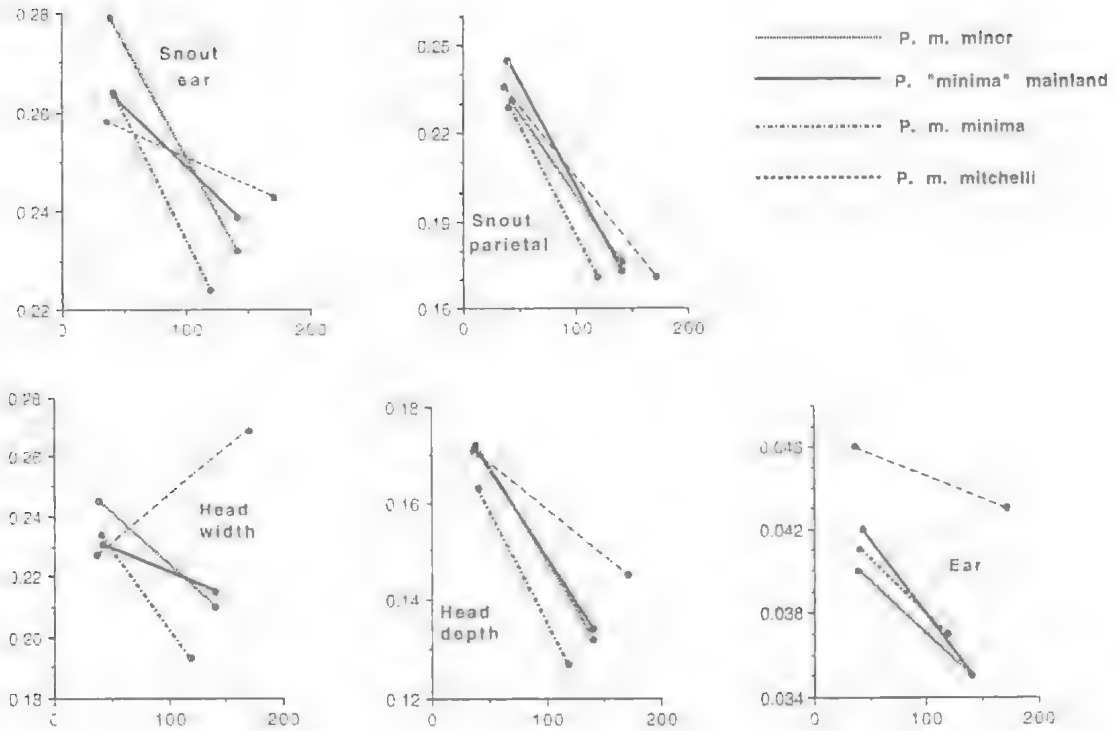 0.28
0.26
0.24
0.22
0
100
200
Snout
ear
0.25
0.22
0.19
0.16
0
100
200
Snout
parietal
P. m. minor
P. "minima" mainland
P. m. minima
P. m. mitchelli
0.28
0.26
0.24
0.22
0.20
0.18
0
100
200
Head
width
0.18
0.16
0.14
0.12
0
100
200
Head
depth
0.046
0.042
0.038
0.034
0
100
200
Ear